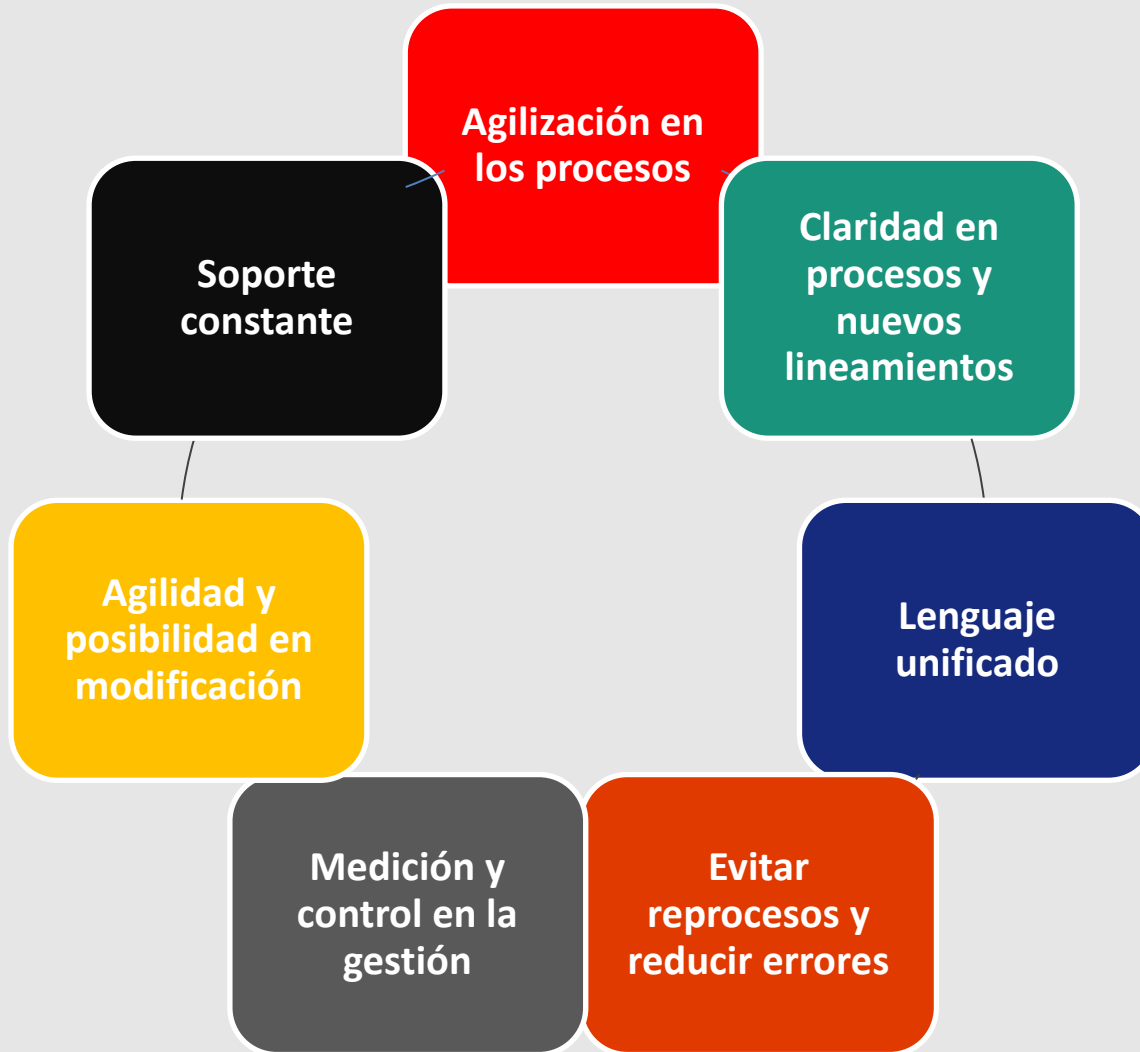 Agilización en
los procesos
Claridad en
procesos y
nuevos
lineamientos
Lenguaje
unificado
Evitar
reprocesos y
reducir errores
Medición y
control en la
gestión
Agilidad y
posibilidad en
modificación
Soporte
constante